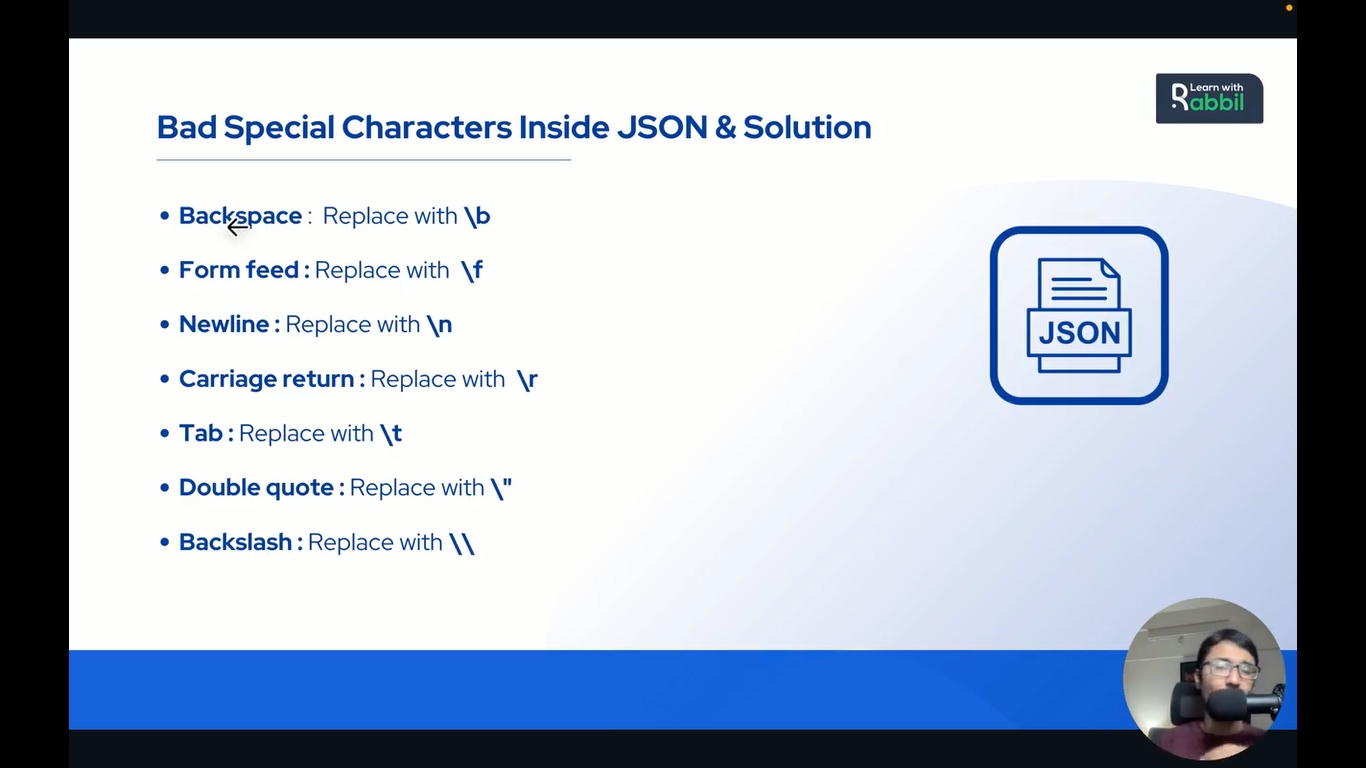 Learn with
Rabbil
Bad Special Characters Inside JSON & Solution
• Backspace :  Replace with \b
• Form feed : Replace with  \f
• Newline : Replace with \n
• Carriage return : Replace with  \r
• Tab : Replace with \t
• Double quote : Replace with \"
• Backslash : Replace with \\
JSON